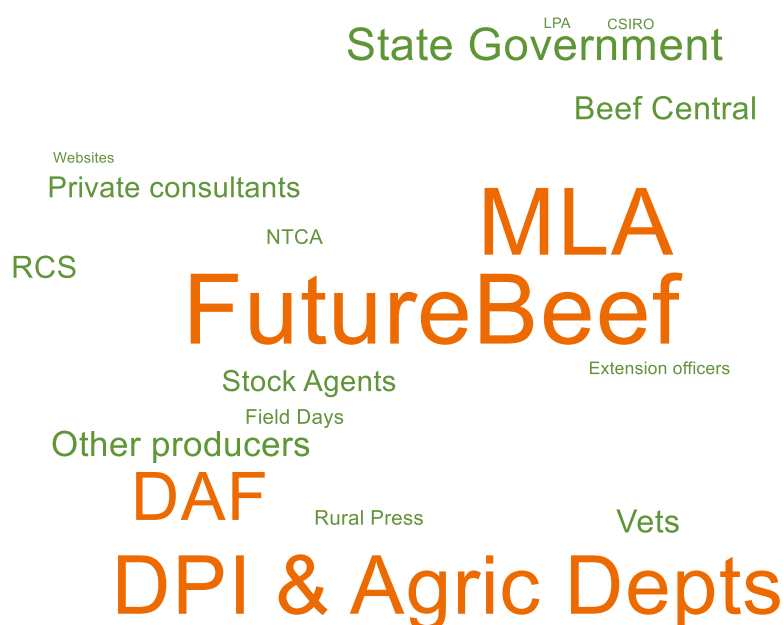 LPA
CSIRO
State Government
Beef Central
Websites
Private consultants
MLA
NTCA
RCS
FutureBeef
Extension officers
Stock Agents
Field Days
Other producers
DAF
Rural Press
Vets
DPI & Agric Depts